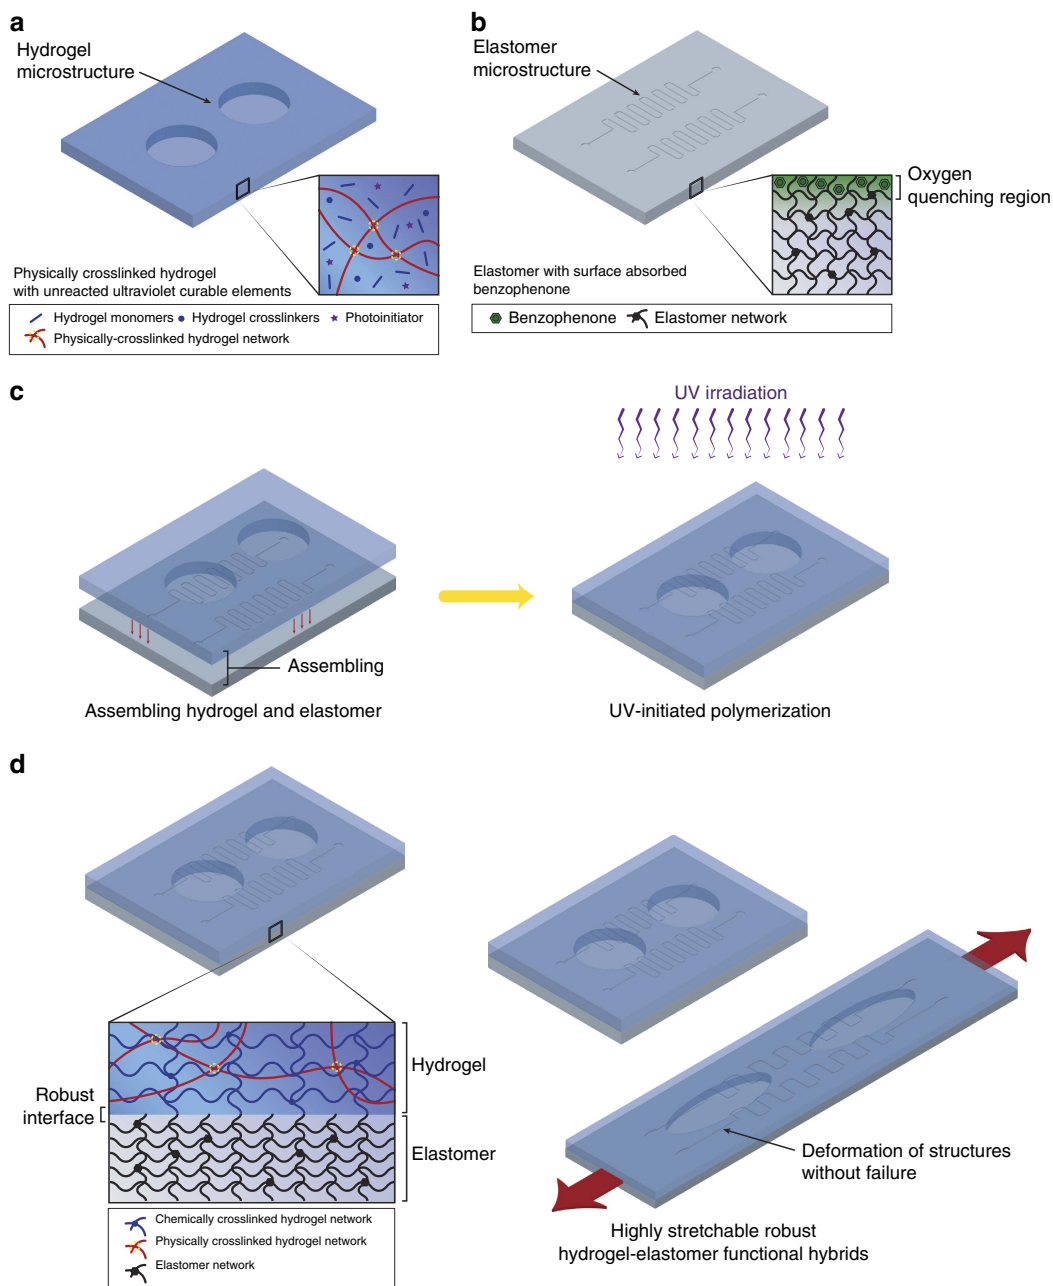 a
Hydrogel
microstructure
Physically crosslinked hydrogel
with unreacted ultraviolet curable elements
Hydrogel monomers Hydrogel crosslinkers Photoinitiator
Physically-crosslinked hydrogel network
b
Elastomer
microstructure
Oxygen
quenching region
Elastomer with surface absorbed
benzophenone
Benzophenone Elastomer network
c
UV irradiation
Assembling
Assembling hydrogel and elastomer
UV-initiated polymerization
d
Hydrogel
Robust
interface
Elastomer
Chemically crosslinked hydrogel network
Physically crosslinked hydrogel network
Elastomer network
Deformation of structures
without failure
Highly stretchable robust
hydrogel-elastomer functional hybrids